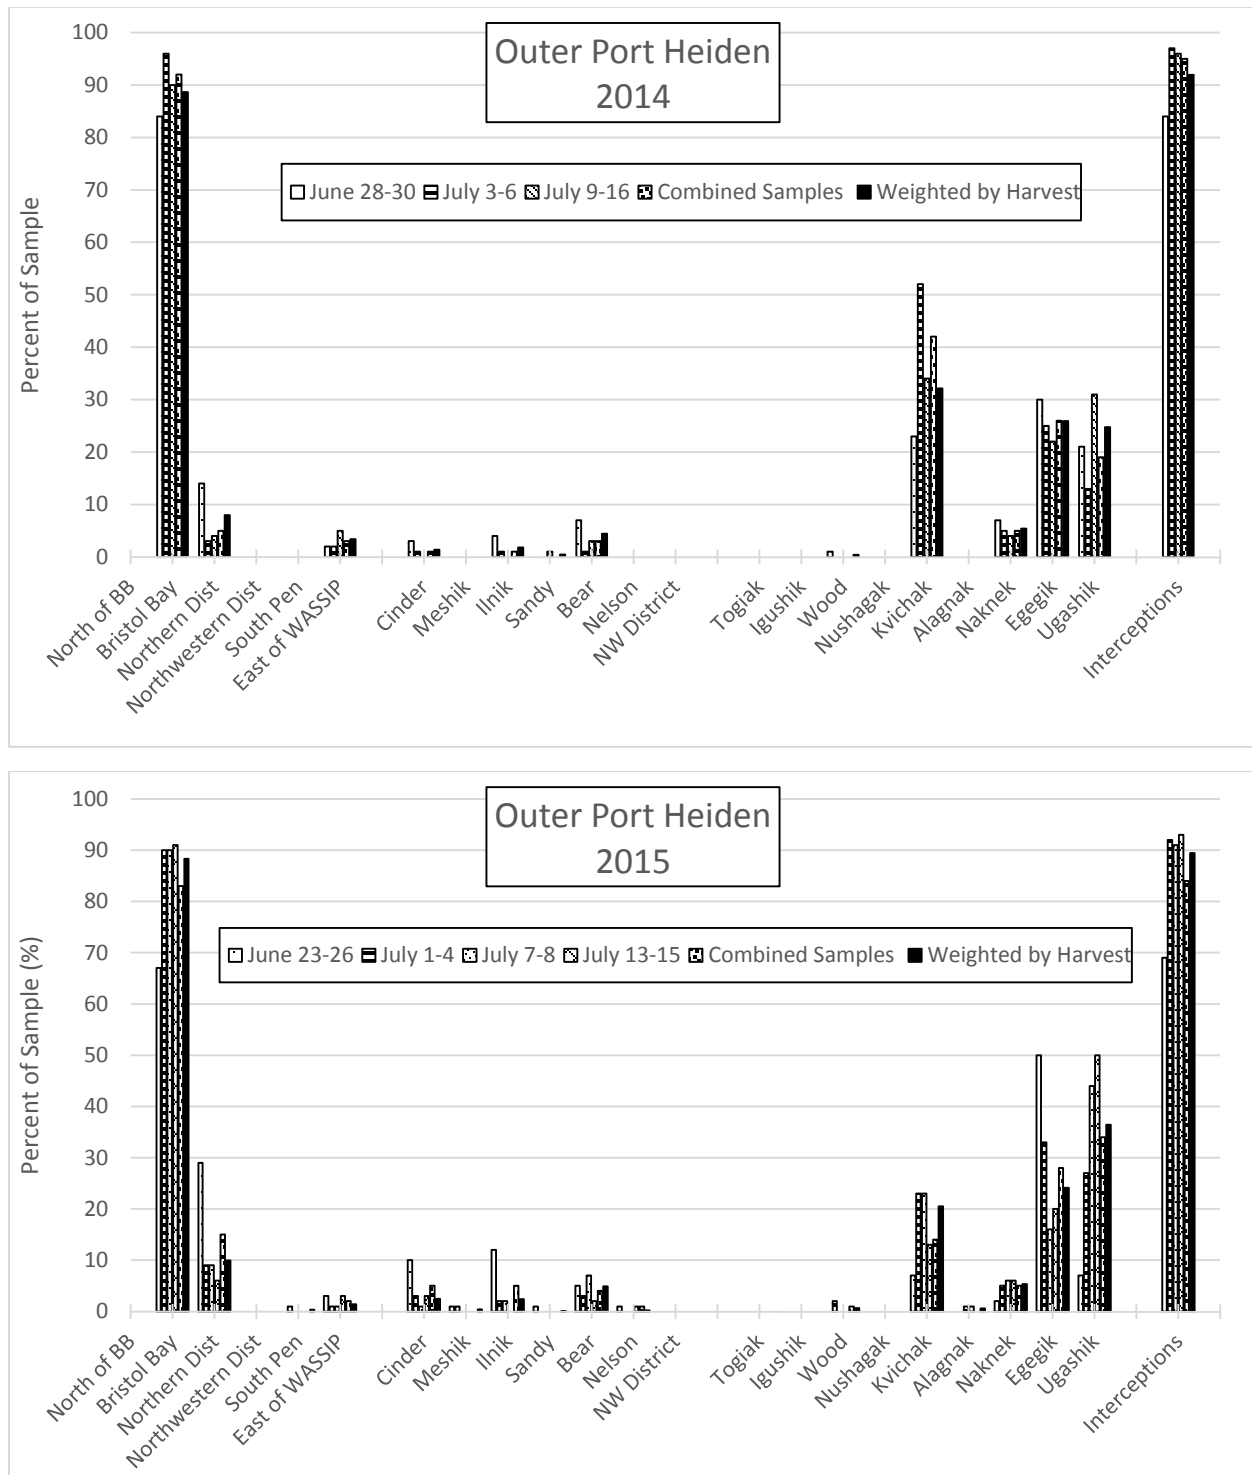 Outer Port Heiden
2014
June 28-30 July 3-6 July 9-16 Combined Samples Weighted by Harvest
Percent of Sample
100
90
80
70
60
50
40
30
20
10
0
North of BB
Bristol Bay
Northern Dist
Northwestern Dist
South Pen
East of WASSIP
Cinder
Meshik
Ilnik
Sandy
Bear
Nelson
NW District
Togiak
Igushik
Wood
Nushagak
Kvichak
Alagnak
Naknek
Egegik
Ugashik
Interceptions
Outer Port Heiden
2015
June 23-26 July 1-4 July 7-8 July 13-15 Combined Samples Weighted by Harvest
Percent of Sample (%)
100
90
80
70
60
50
40
30
20
10
0
North of BB
Bristol Bay
Northern Dist
Northwestern Dist
South Pen
East of WASSIP
Cinder
Meshik
Ilnik
Sandy
Bear
Nelson
NW District
Togiak
Igushik
Wood
Nushagak
Kvichak
Alagnak
Naknek
Egegik
Ugashik
Interceptions